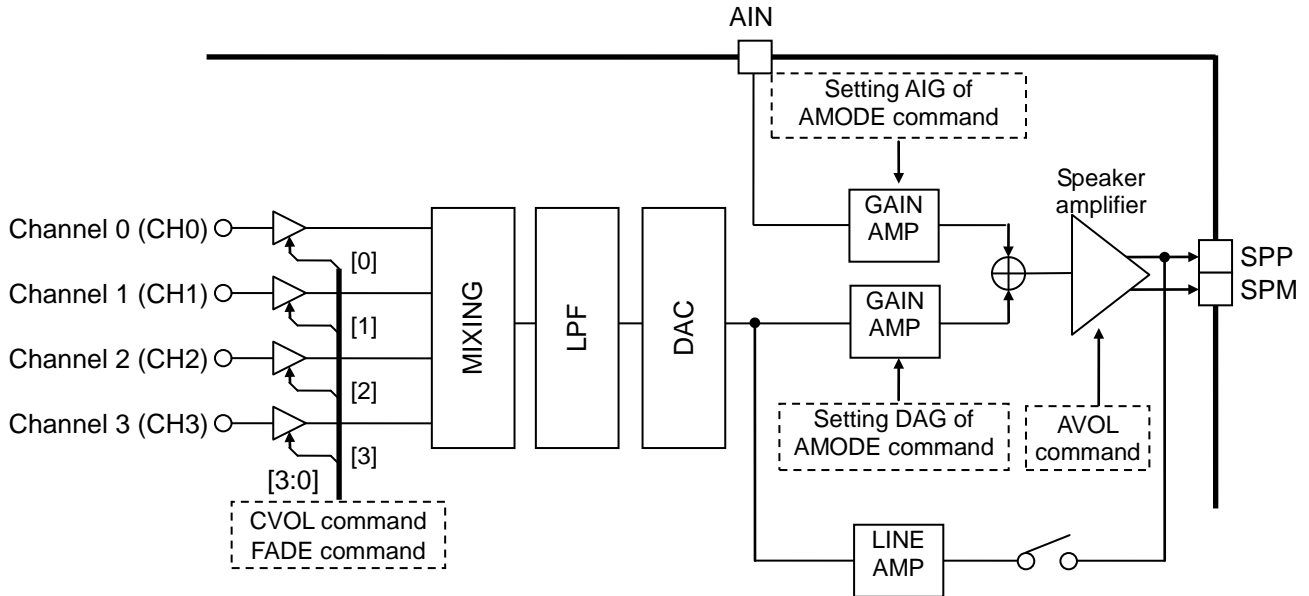 AIN
Setting AIG of
AMODE command
Speaker
amplifier
GAIN
AMP
Channel 0 (CH0)
[0]
SPP
Channel 1 (CH1)
SPM
[1]
GAIN
AMP
MIXING
LPF
DAC
Channel 2 (CH2)
[2]
Channel 3 (CH3)
[3]
Setting DAG of
AMODE command
AVOL
command
[3:0]
CVOL command
FADE command
LINE
AMP